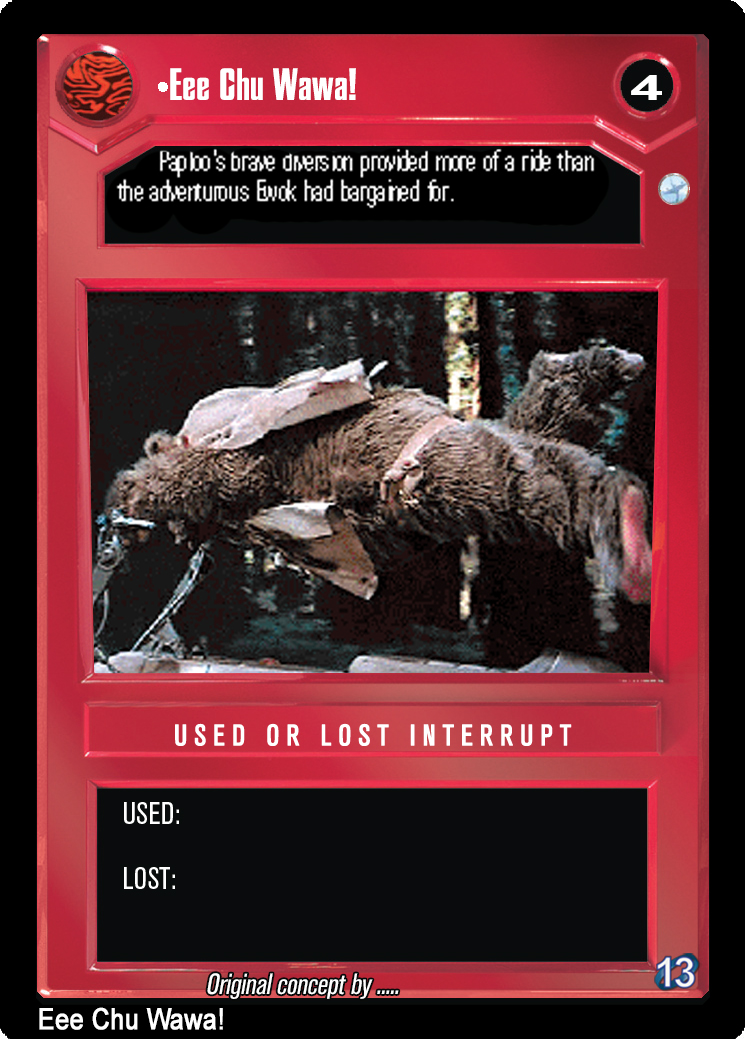 •Eee Chu Wawa!
4
Paploo's brave diversion provided more of a ride than
the adventurous Ewok had bargained for.
USED OR LOST INTERRUPT
USED:
LOST:
13
Original concept by .....
Eee Chu Wawa!